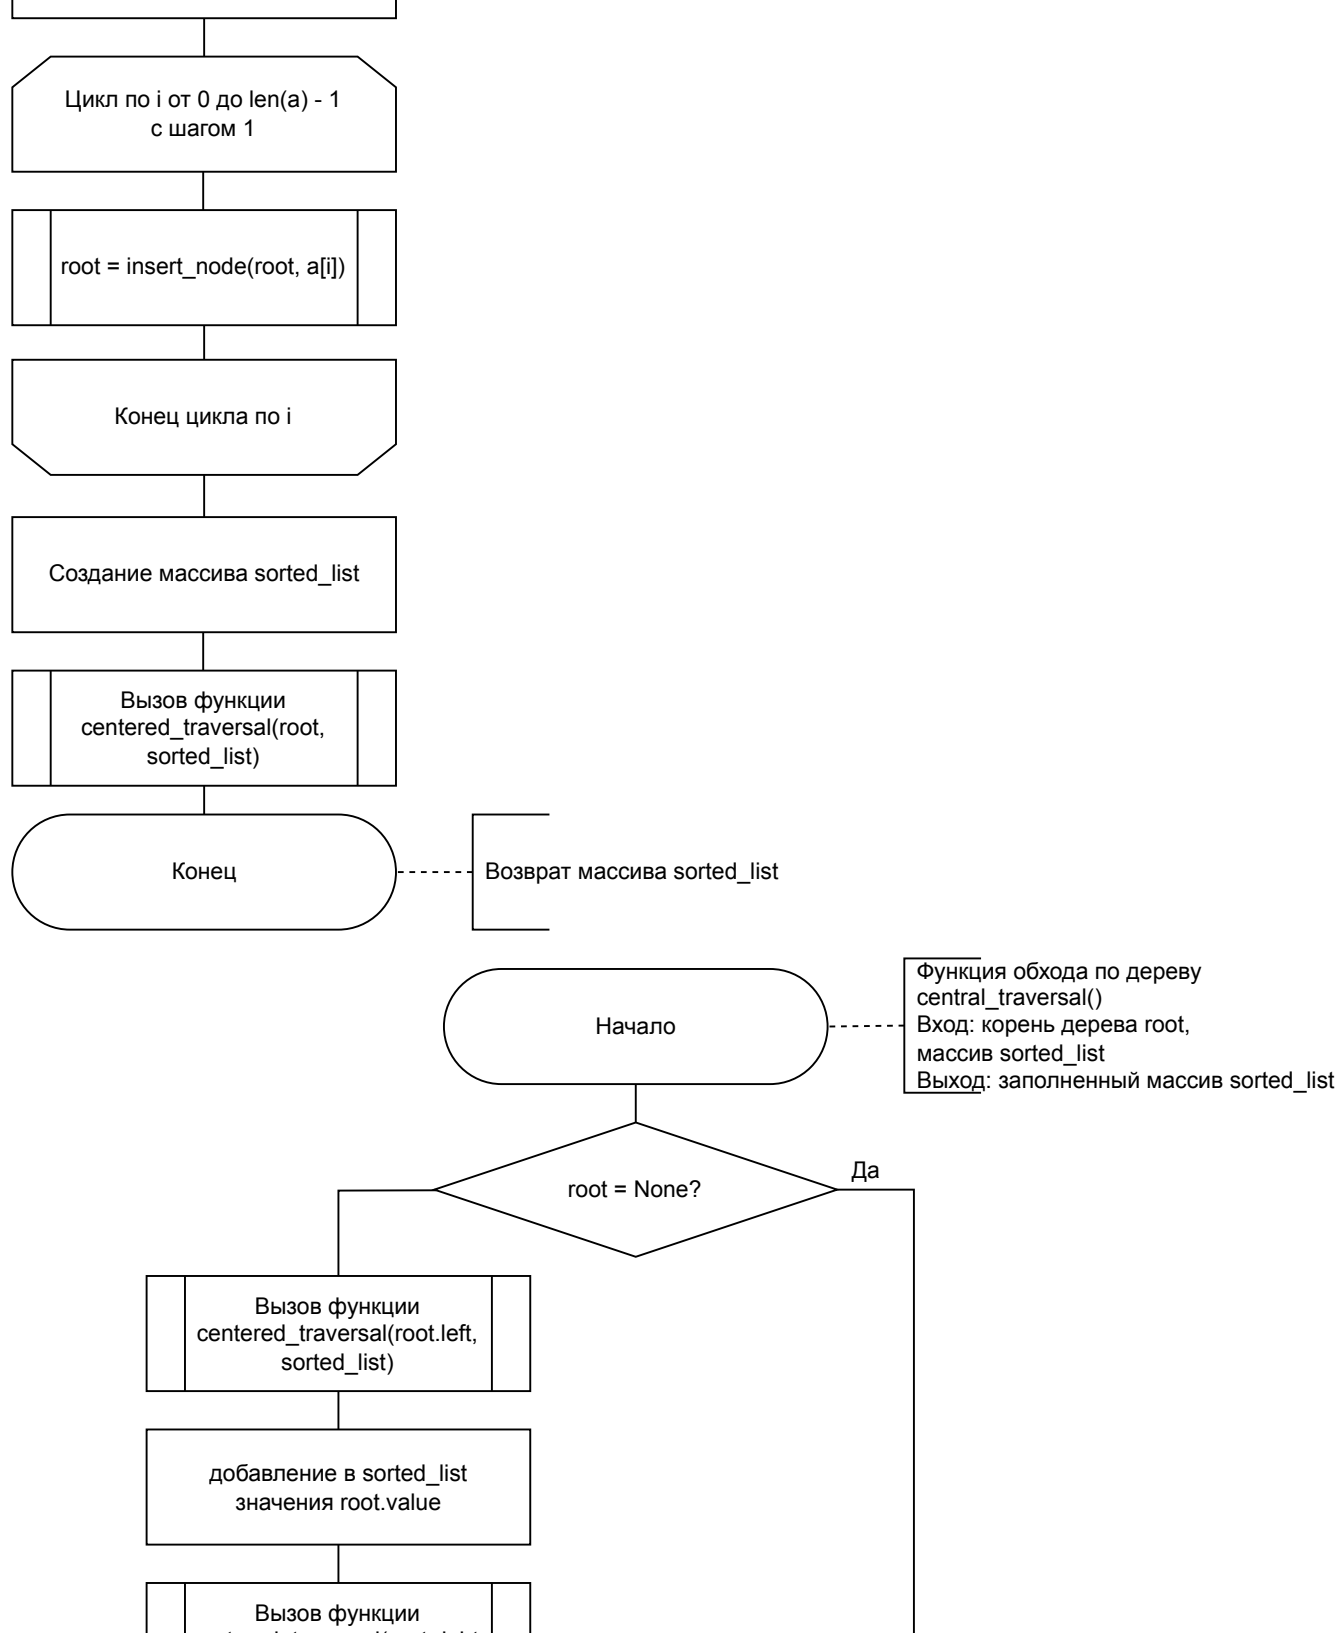 Цикл по i от 0 до len(a) - 1
с шагом 1
root = insert_node(root, a[i])
Конец цикла по i
Создание массива sorted_list
Вызов функции
centered_traversal(root,
sorted_list)
Конец
Возврат массива sorted_list
Начало
Функция обхода по дереву
central_traversal()
Вход: корень дерева root,
массив sorted_list
Выход: заполненный массив sorted_list
root = None?
Да
Вызов функции
centered_traversal(root.left,
sorted_list)
добавление в sorted_list
значения root.value
Вызов функции